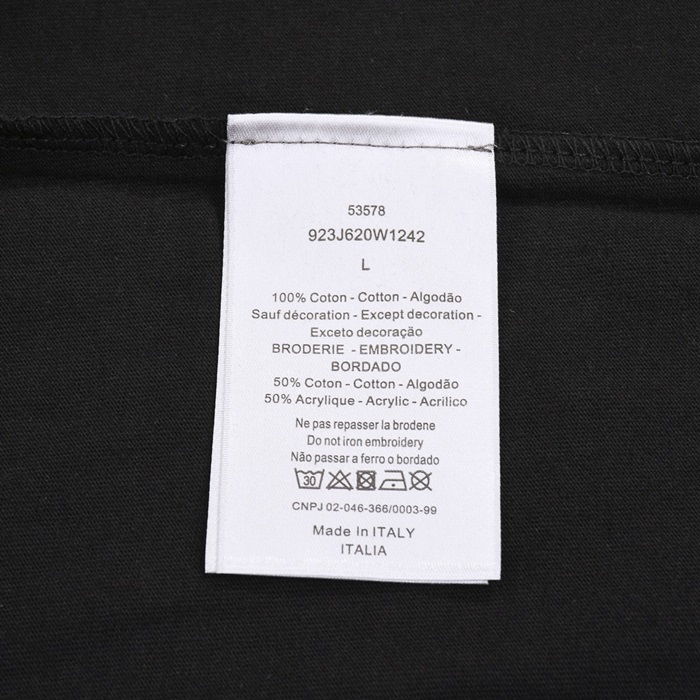 53578
923J620W1242
L
100% Coton - Cotton - Algodão
Sauf décoration - Except decoration -
Exceto decoração
BRODERIE - EMBROIDERY -
BORDADO
50% Coton - Cotton - Algodão
50% Acrylique - Acrylic - Acrilico
Ne pas repasser la brodene
Do not iron embroidery
Não passar a ferro o bordado
30
CNPJ 02-046-366/0003-99
Made In ITALY
ITALIA